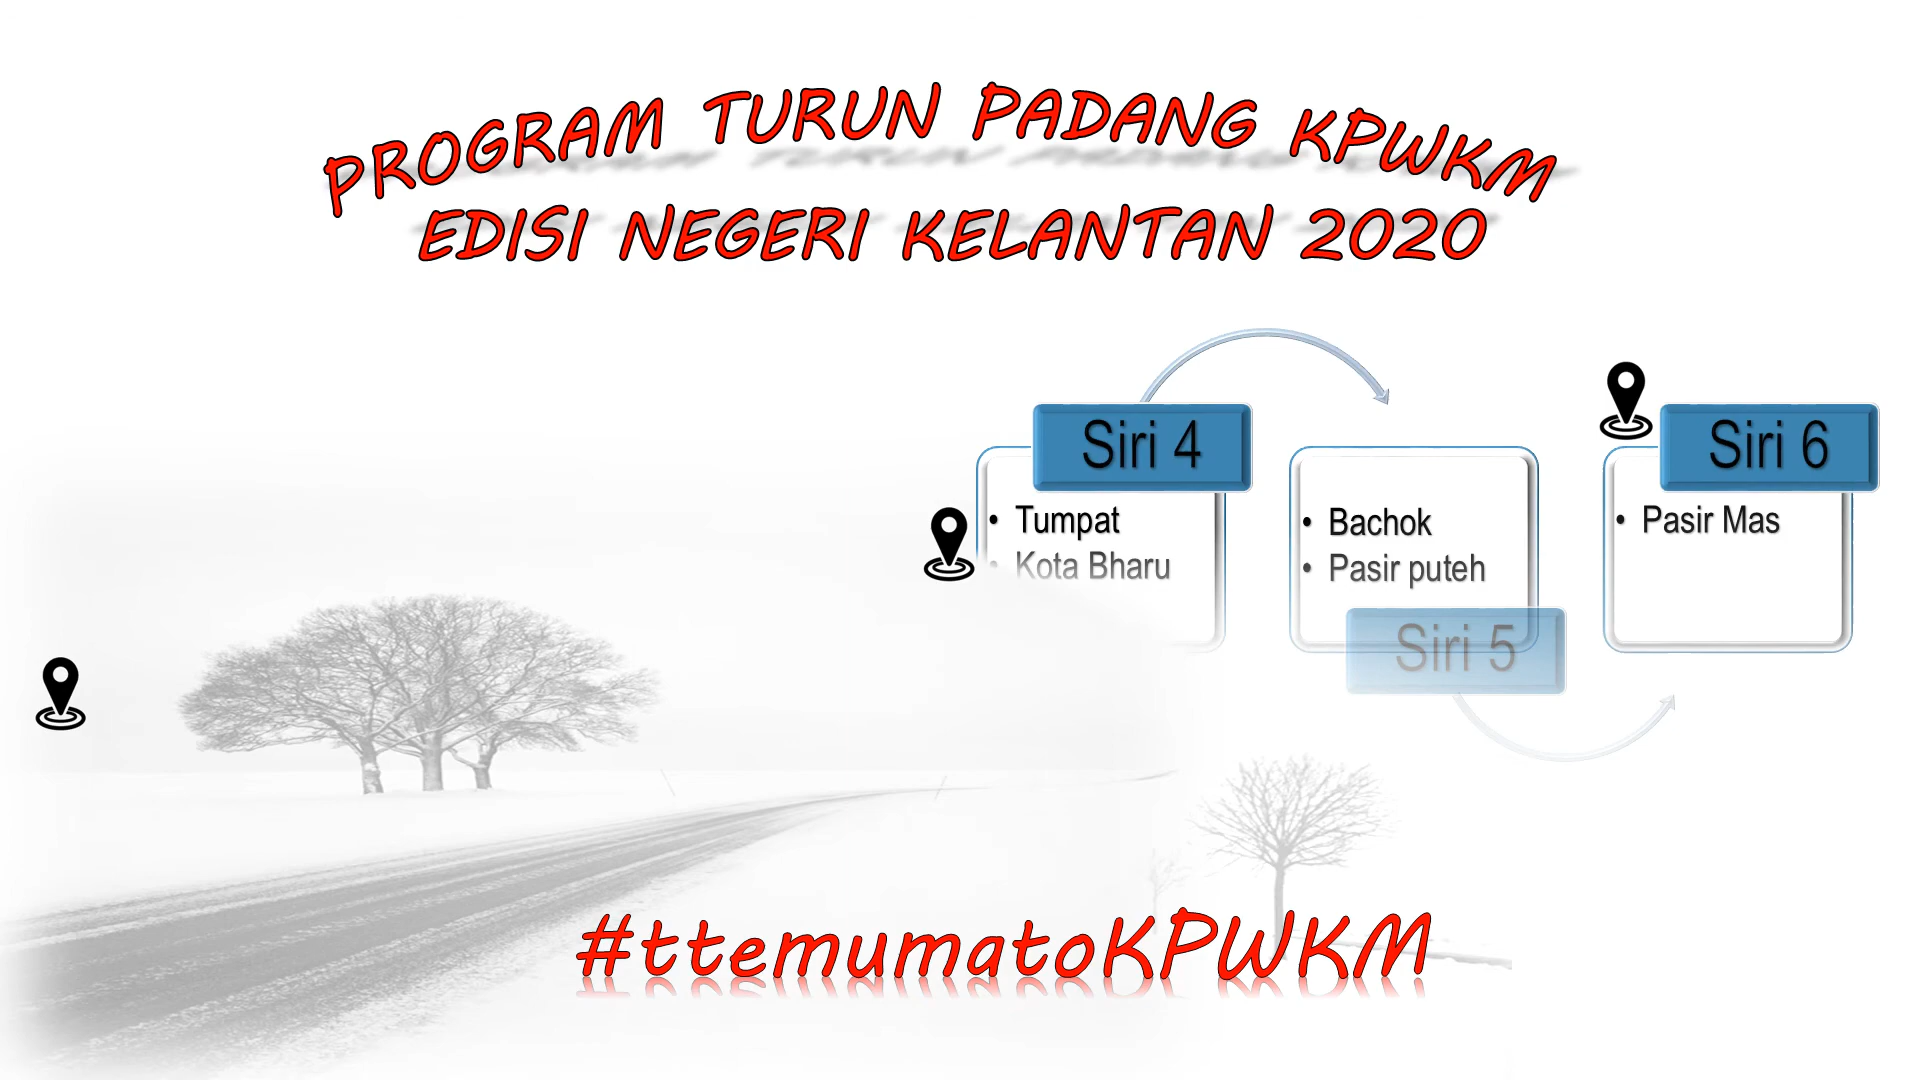 PROGRAM TURUN PADANG KPWKM
EDISI NEGERI KELANTAN 2020
Siri 4
• Tumpat
• Kota Bharu
• Bachok
• Pasir puteh
Siri 5
Siri 6
• Pasir Mas
#ttemumatoKPWKM